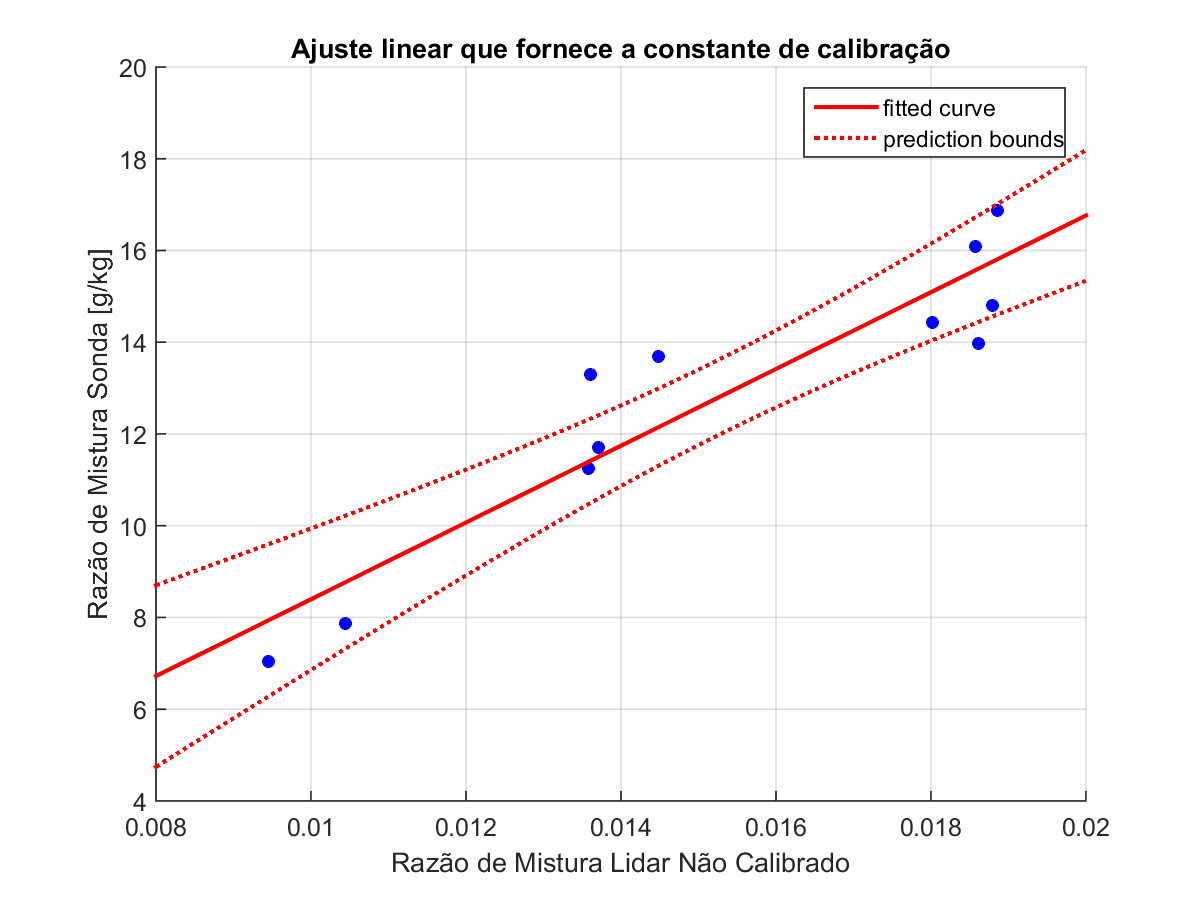 Ajuste linear que fornece a constante de calibração
fitted curve
prediction bounds
20
18
16
14
12
10
8
6
4
Razão de Mistura Sonda [g/kg]
0.008 0.01 0.012 0.014 0.016 0.018 0.02
Razão de Mistura Lidar Não Calibrado